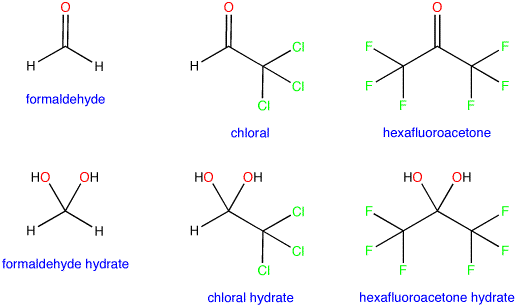 O
O
O
H
H
H
Cl
Cl
Cl
F
F
F
F
F
F
formaldehyde
chloral
hexafluoroacetone
HO
OH
HO
OH
HO
OH
H
H
H
Cl
Cl
Cl
F
F
F
F
F
F
formaldehyde hydrate
chloral hydrate
hexafluoroacetone hydrate